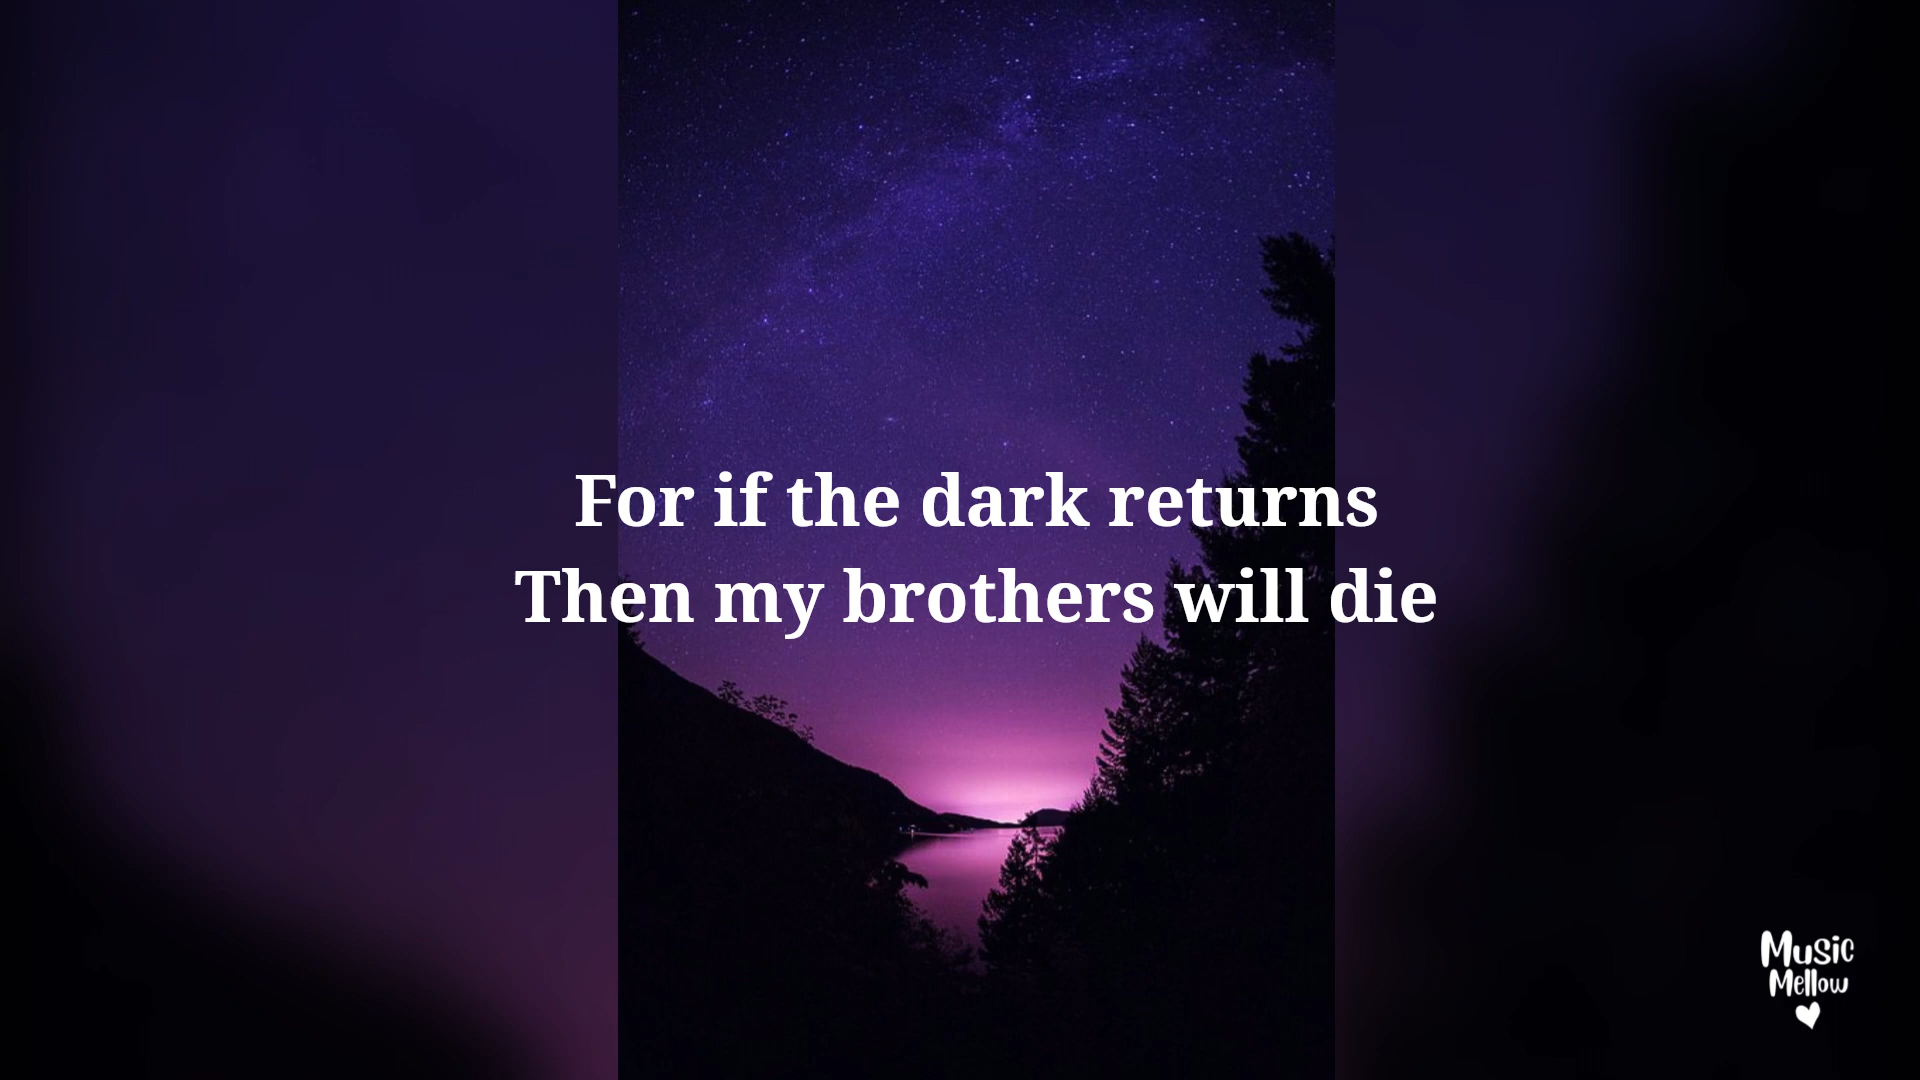 For if the dark returns
Then my brothers will die
Music
Mellow